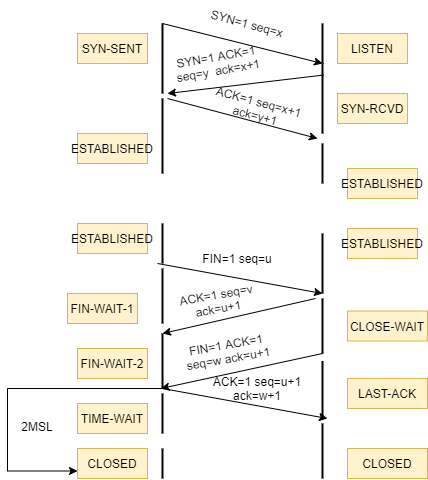 SYN=1 seq=x
SYN-SENT
LISTEN
SYN=1 ACK=1
seq=y ack=x+1
ACK=1 seq=x+1
ack=y+1
SYN-RCVD
ESTABLISHED
ESTABLISHED
ESTABLISHED
ESTABLISHED
FIN=1 seq=u
FIN-WAIT-1
ACK=1 seq=v
ack=u+1
CLOSE-WAIT
FIN-WAIT-2
FIN=1 ACK=1
seq=w ack=u+1
ACK=1 seq=u+1
ack=w+1
LAST-ACK
TIME-WAIT
2MSL
CLOSED
CLOSED